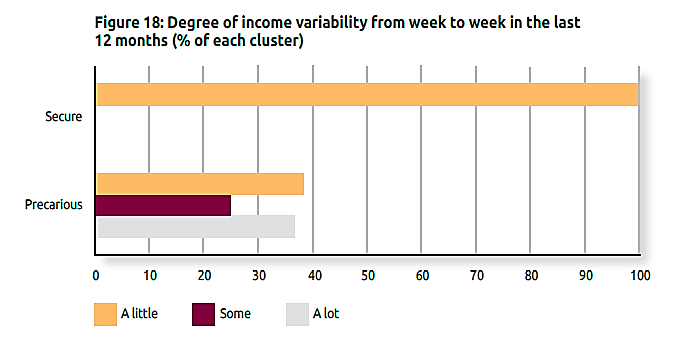 Figure 18: Degree of income variability from week to week in the last
12 months (% of each cluster)
Secure
Precarious
0 10 20 30 40 50 60 70 80 90 100
A little Some A lot